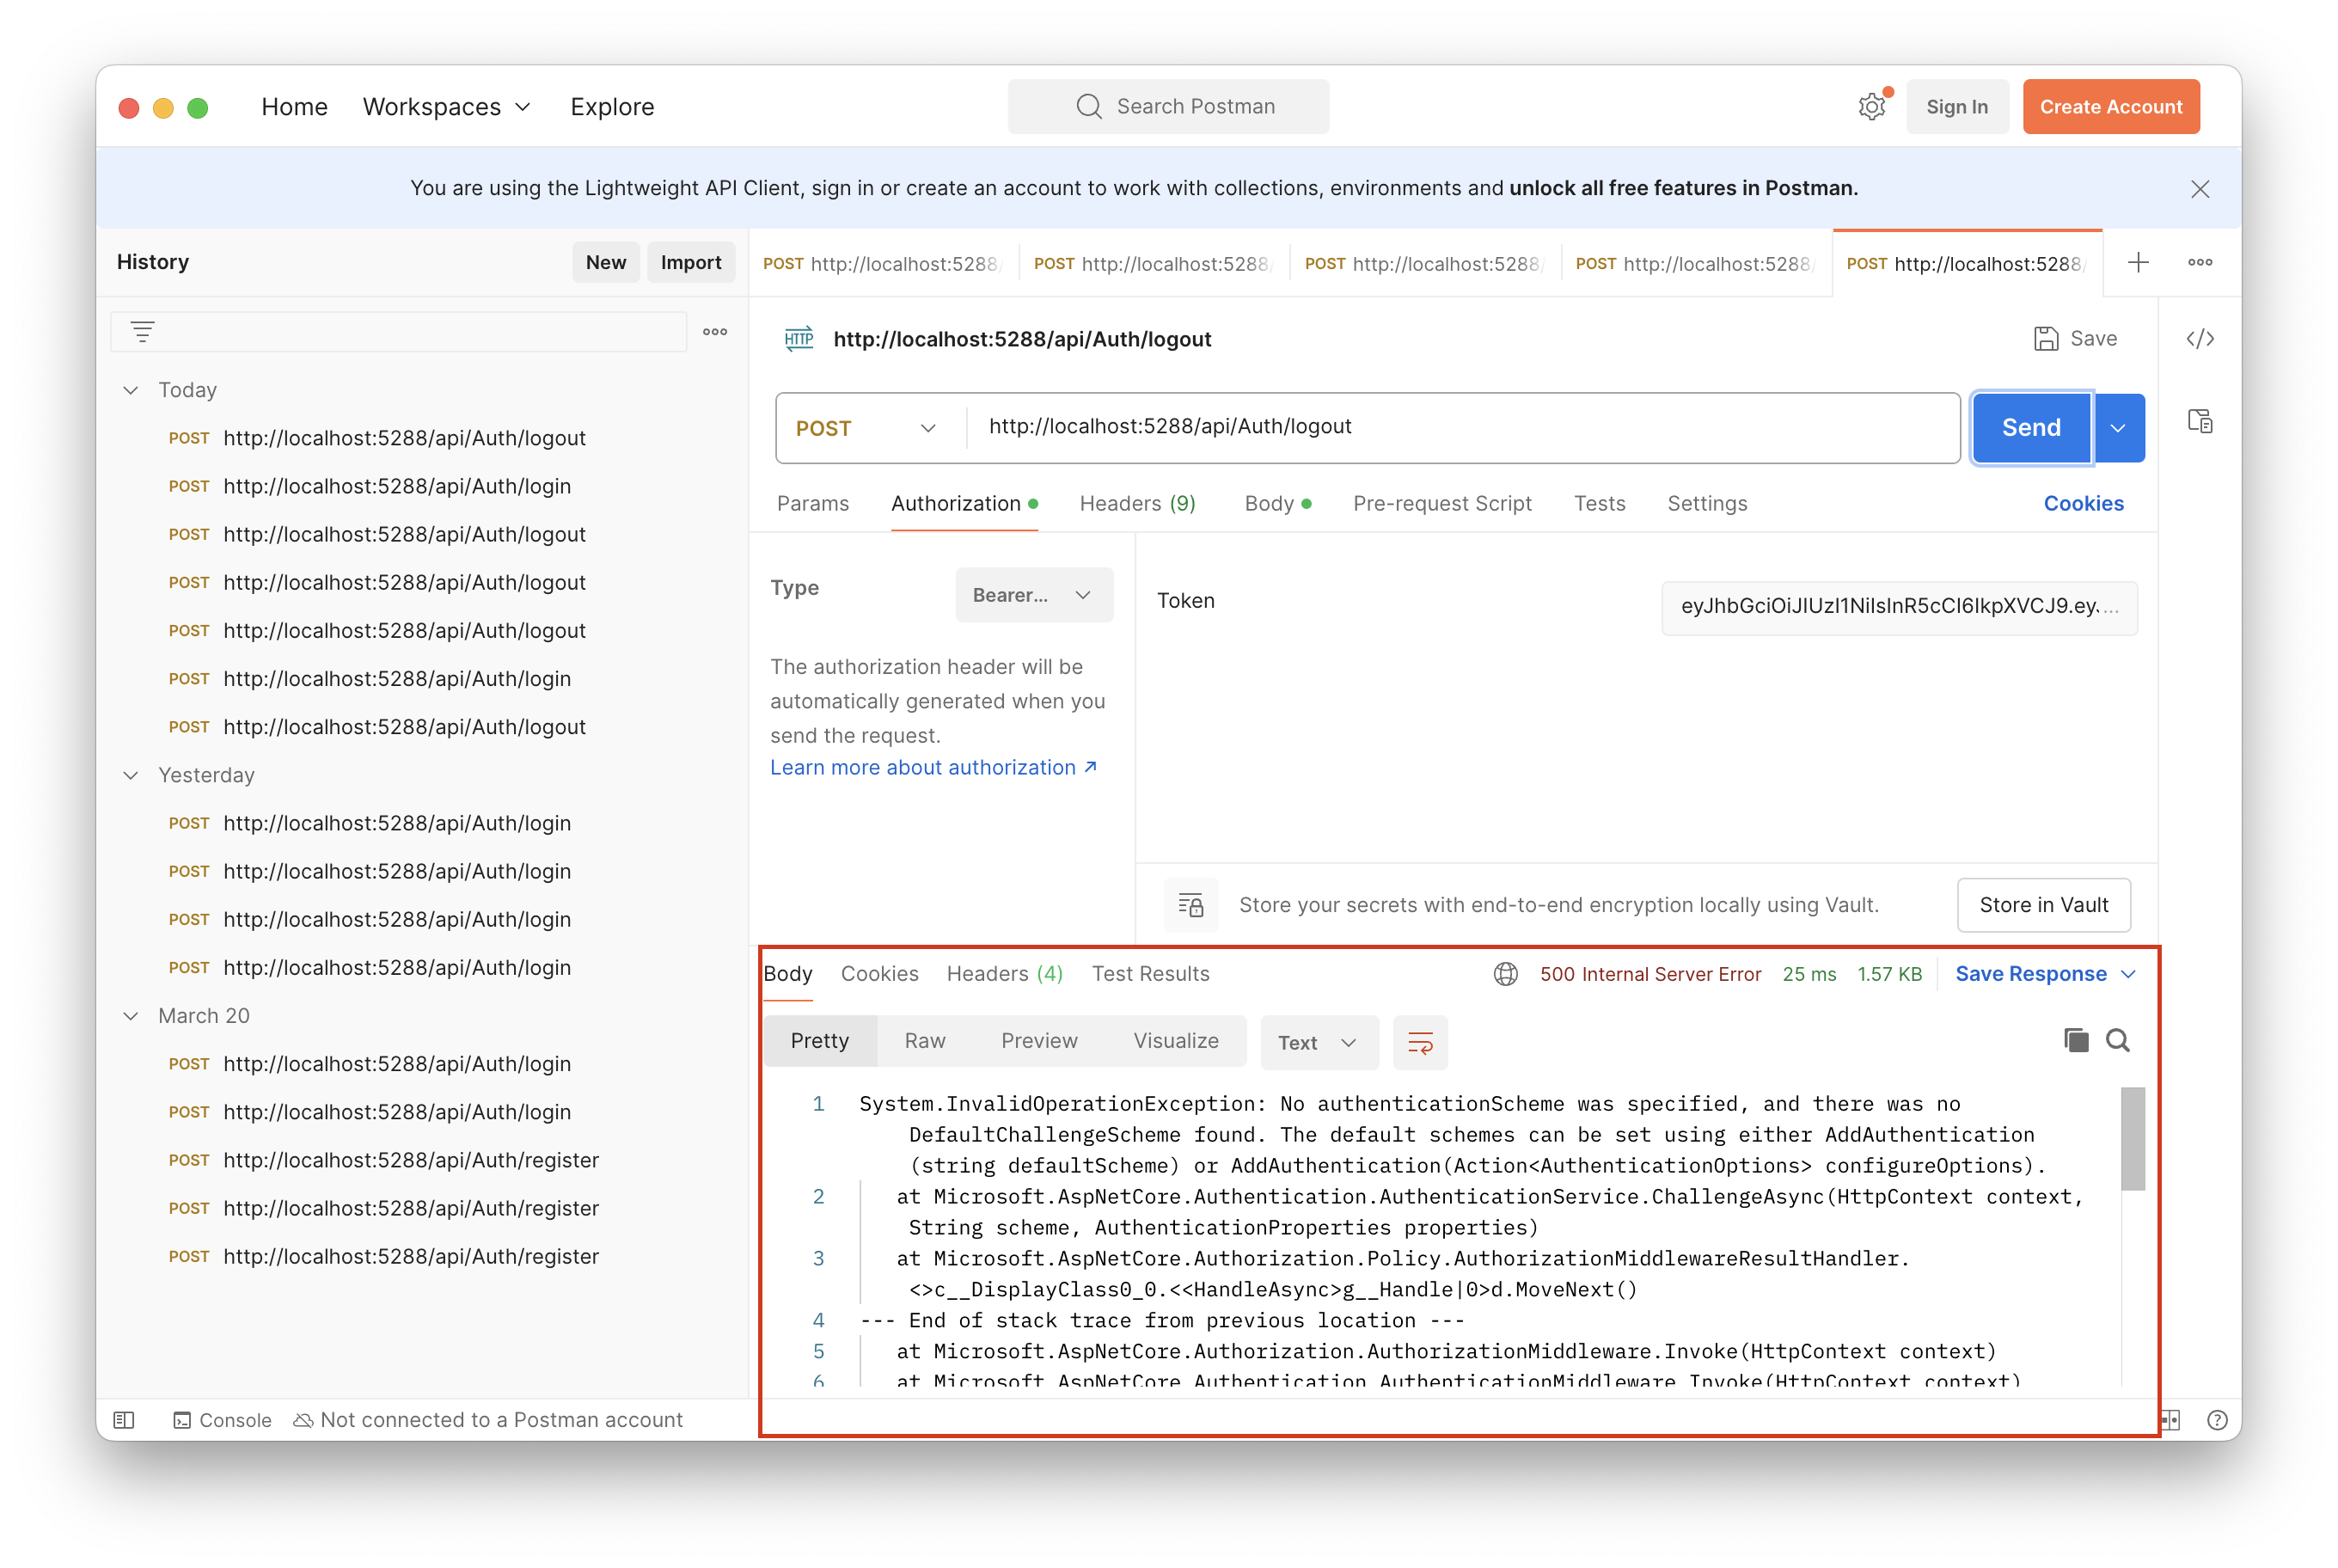 Home Workspaces Explore Search Postman Sign In Create Account
You are using the Lightweight API Client, sign in or create an account to work with collections, environments and unlock all free features in Postman.
History New Import
POST http://localhost:5288/ POST http://localhost:5288/ POST http://localhost:5288/ POST http://localhost:5288/ POST http://localhost:5288/
Today
POST http://localhost:5288/api/Auth/logout
POST http://localhost:5288/api/Auth/login
POST http://localhost:5288/api/Auth/logout
POST http://localhost:5288/api/Auth/logout
POST http://localhost:5288/api/Auth/logout
POST http://localhost:5288/api/Auth/login
POST http://localhost:5288/api/Auth/logout
Yesterday
POST http://localhost:5288/api/Auth/login
POST http://localhost:5288/api/Auth/login
POST http://localhost:5288/api/Auth/login
POST http://localhost:5288/api/Auth/login
March 20
POST http://localhost:5288/api/Auth/login
POST http://localhost:5288/api/Auth/login
POST http://localhost:5288/api/Auth/register
POST http://localhost:5288/api/Auth/register
POST http://localhost:5288/api/Auth/register
HTTP http://localhost:5288/api/Auth/logout Save </>
POST http://localhost:5288/api/Auth/logout Send
Params Authorization Headers (9) Body Pre-request Script Tests Settings Cookies
Type Bearer...
The authorization header will be
automatically generated when you
send the request.
Learn more about authorization ↗
Token eyJhbGciOiJIUzI1NiIsInR5cCI6IkpXVCJ9.eyJ...
Store your secrets with end-to-end encryption locally using Vault. Store in Vault
Body Cookies Headers (4) Test Results 500 Internal Server Error 25 ms 1.57 KB Save Response
Pretty Raw Preview Visualize Text
1 System.InvalidOperationException: No authenticationScheme was specified, and there was no
DefaultChallengeScheme found. The default schemes can be set using either AddAuthentication
(string defaultScheme) or AddAuthentication(Action<AuthenticationOptions> configureOptions).
2 at Microsoft.AspNetCore.Authentication.AuthenticationService.ChallengeAsync(HttpContext context,
String scheme, AuthenticationProperties properties)
3 at Microsoft.AspNetCore.Authorization.Policy.AuthorizationMiddlewareResultHandler.
<>c__DisplayClass0_0.<<HandleAsync>g__Handle|0>d.MoveNext()
4 --- End of stack trace from previous location ---
5 at Microsoft.AspNetCore.Authorization.AuthorizationMiddleware.Invoke(HttpContext context)
6 at Microsoft.AspNetCore.Authentication.AuthenticationMiddleware.Invoke(HttpContext context)
Console Not connected to a Postman account